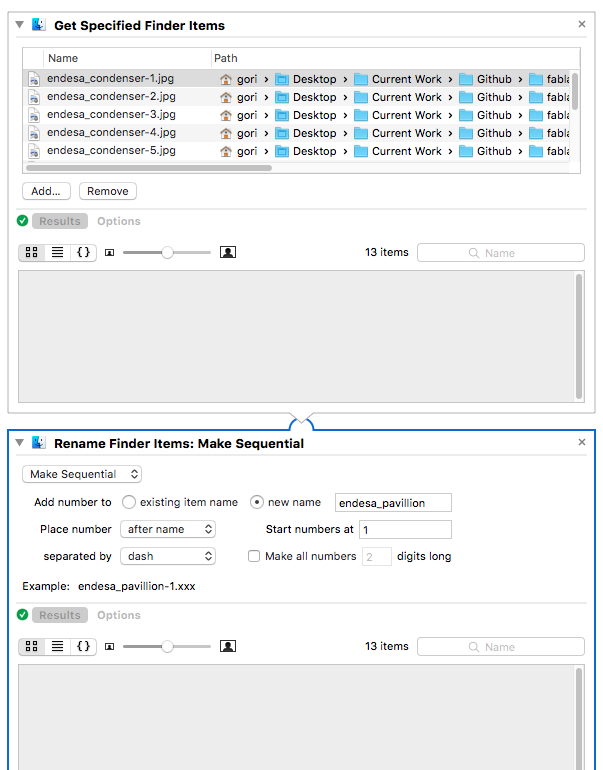 Get Specified Finder Items
Name Path
endesa_condenser-1.jpg gori › Desktop › Current Work › Github › fabla
endesa_condenser-2.jpg gori › Desktop › Current Work › Github › fabla
endesa_condenser-3.jpg gori › Desktop › Current Work › Github › fabla
endesa_condenser-4.jpg gori › Desktop › Current Work › Github › fabla
endesa_condenser-5.jpg gori › Desktop › Current Work › Github › fabla
Add... Remove
Results Options
13 items Name
Rename Finder Items: Make Sequential
Make Sequential
Add number to existing item name new name endesa_pavillion
Place number after name Start numbers at 1
separated by dash Make all numbers 2 digits long
Example: endesa_pavillion-1.xxx
Results Options
13 items Name